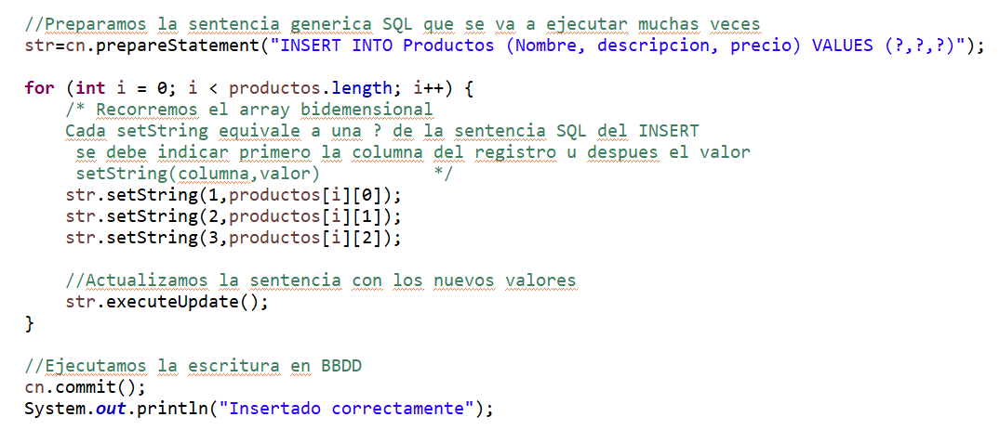 //Preparamos la sentencia generica SQL que se va a ejecutar muchas veces
str=cn.prepareStatement("INSERT INTO Productos (Nombre, descripcion, precio) VALUES (?,?,?)");
for (int i = 0; i < productos.length; i++) {
/* Recorremos el array bidemensional
Cada setString equivale a una ? de la sentencia SQL del INSERT
se debe indicar primero la columna del registro u despues el valor
setString(columna,valor) */
str.setString(1,productos[i][0]);
str.setString(2,productos[i][1]);
str.setString(3,productos[i][2]);
//Actualizamos la sentencia con los nuevos valores
str.executeUpdate();
}
//Ejecutamos la escritura en BBDD
cn.commit();
System.out.println("Insertado correctamente");